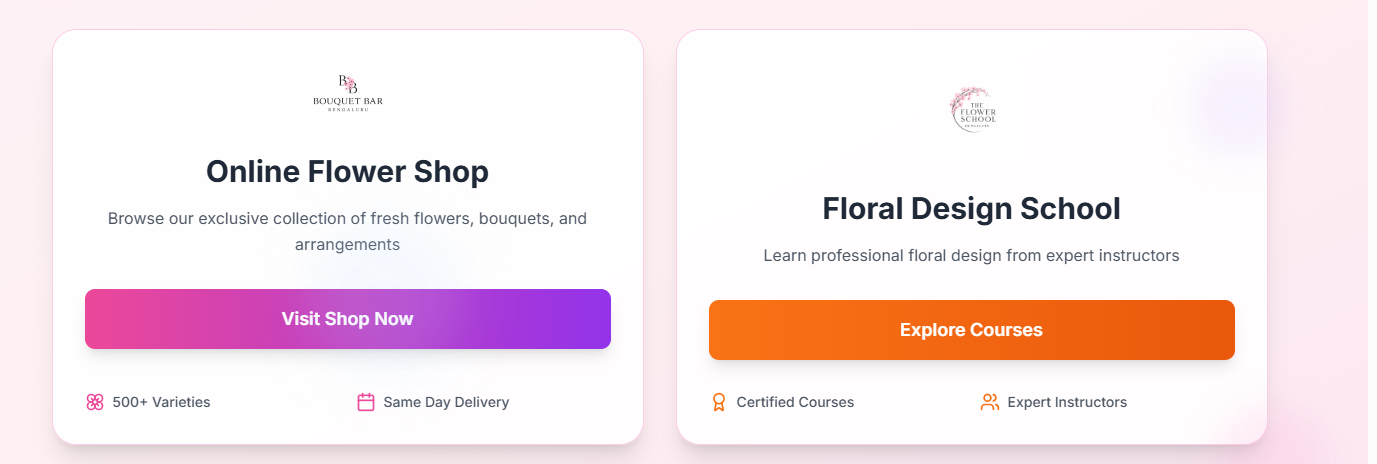 BB
BOUQUET BAR
BENGALURU
Online Flower Shop
Browse our exclusive collection of fresh flowers, bouquets, and
arrangements
Visit Shop Now
500+ Varieties
Same Day Delivery
THE
FLOWER
SCHOOL
BENGALURU
Floral Design School
Learn professional floral design from expert instructors
Explore Courses
Certified Courses
Expert Instructors